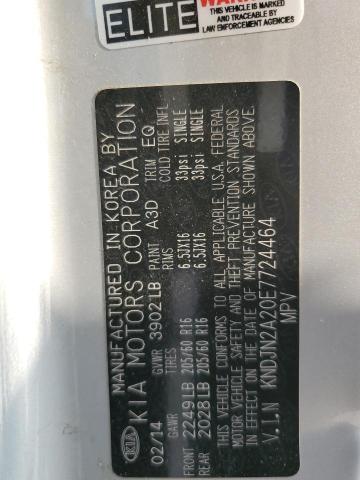 ELITE
WARN
THIS VEHICLE IS MARKED
AND TRACEABLE BY
LAW ENFORCEMENT AGENCIES
MANUFACTURED IN KOREA BY
KIA KIA MOTORS CORPORATION
02/14 GVWR 3902LB PAINT A3D TRIM EQ
GAWR TIRES RIMS COLD TIRE INFL
FRONT 2249LB 205/60 R16 6.5JX16 33psi SINGLE
REAR 2028LB 205/60 R16 6.5JX16 33psi SINGLE
THIS VEHICLE CONFORMS TO ALL APPLICABLE U.S.A. FEDERAL
MOTOR VEHICLE SAFETY AND THEFT PREVENTION STANDARDS
IN EFFECT ON THE DATE OF MANUFACTURE SHOWN ABOVE.
V.I.N KNDJN2A20E7724464
MPV